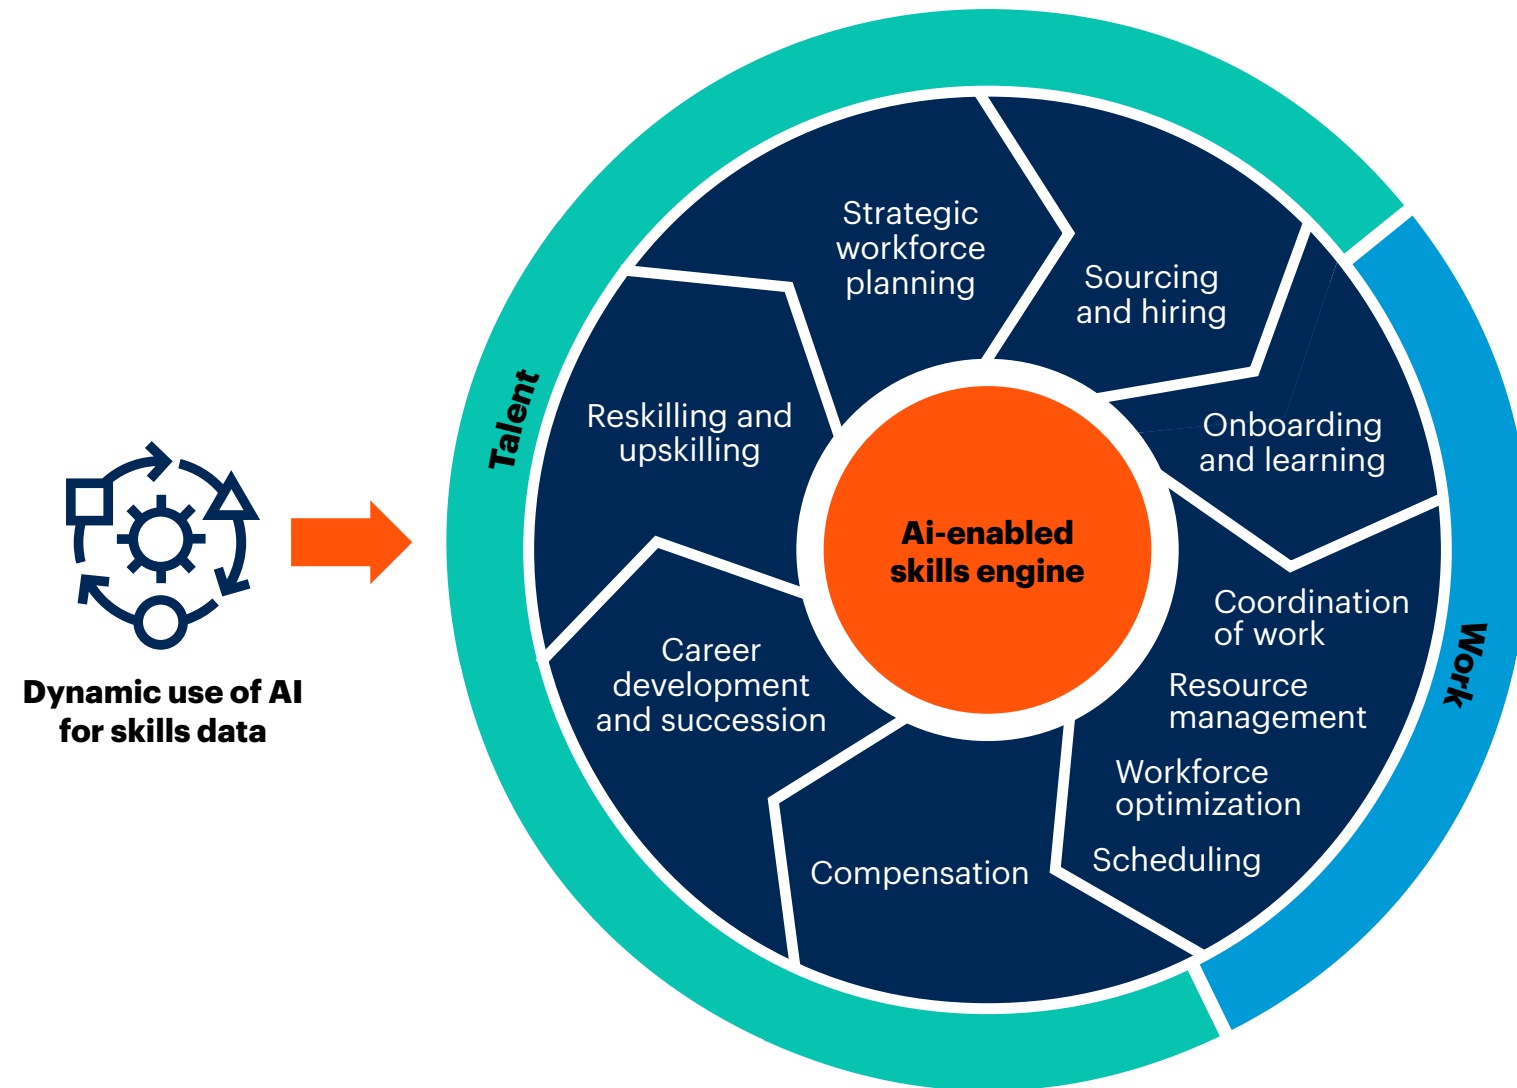 Strategic
workforce
planning
Sourcing
and hiring
Onboarding
and learning
Coordination
of work
Resource
management
Workforce
optimization
Scheduling
Compensation
Career
development
and succession
Reskilling and
upskilling
Talent
Work
Ai-enabled
skills engine
Dynamic use of AI
for skills data